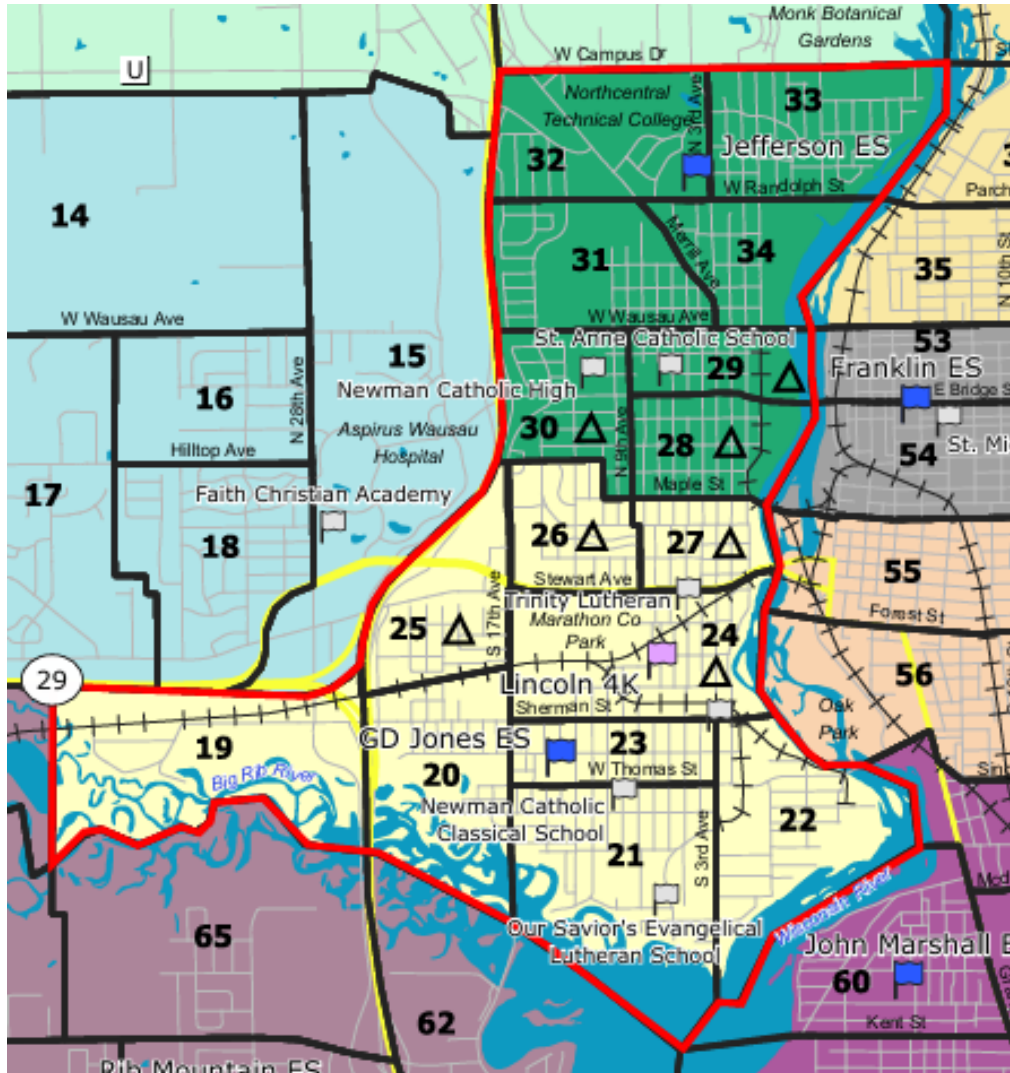 Monk Botanical
Gardens
W Campus Dr
U
Northcentral
Technical College
N 3rd Ave
33
32
Jefferson ES
W Randolph St
Parch
14
31
Merrill Ave
34
35
N 10th St
W Wausau Ave
W Wausau Ave
53
15
St. Anne Catholic School
29
Franklin ES
E Bridge S
16
N 28th Ave
Newman Catholic High
30
N 9th Ave
28
Aspirus Wausau
Hospital
Hilltop Ave
54
St. Mi
Maple St
17
Faith Christian Academy
18
26
27
55
Stewart Ave
S 17th Ave
Trinity Lutheran
Forest St
25
Marathon Co
Park
24
56
29
Lincoln 4K
Sherman St
Oak
Park
19
GD Jones ES
23
W Thomas St
Big Rib River
20
Newman Catholic
Classical School
22
21
S 3rd Ave
Wisconsin River
65
Our Savior's Evangelical
Lutheran School
John Marshall E
60
62
Kent St
Rib Mountain ES